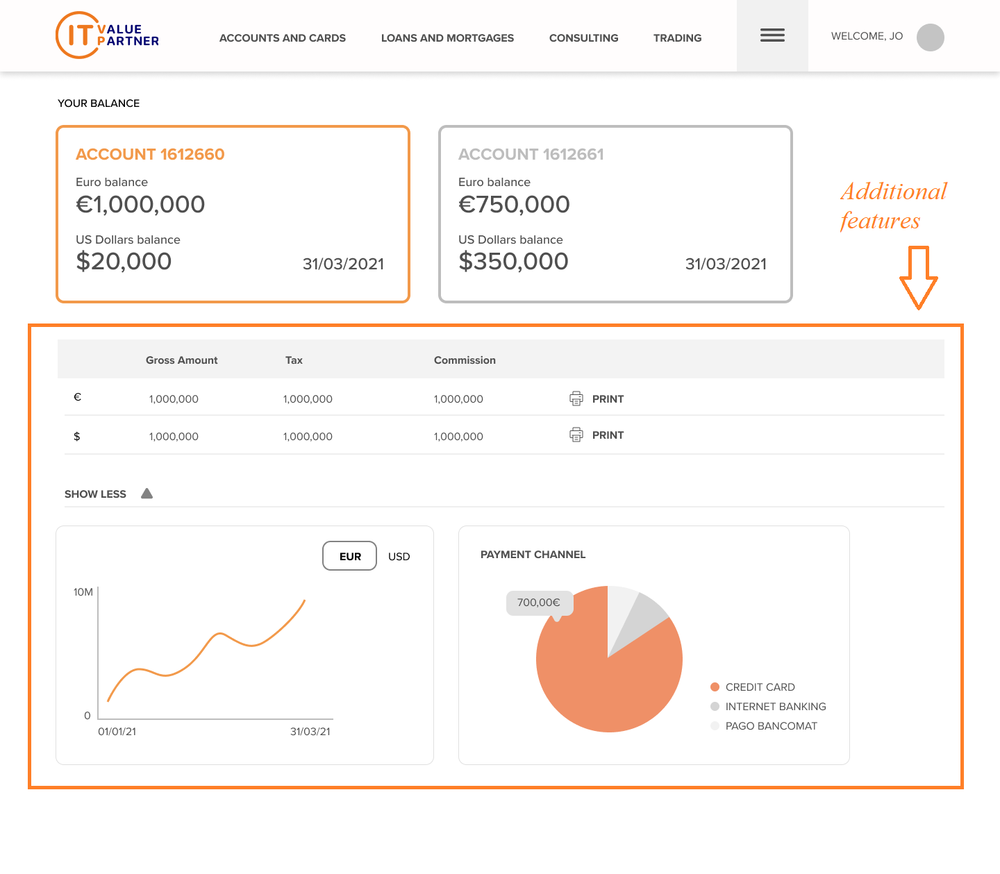 IT VALUE
PARTNER
ACCOUNTS AND CARDS
LOANS AND MORTGAGES
CONSULTING
TRADING
WELCOME, JO
YOUR BALANCE
ACCOUNT 1612660
Euro balance
€1,000,000
US Dollars balance
$20,000
31/03/2021
ACCOUNT 1612661
Euro balance
€750,000
US Dollars balance
$350,000
31/03/2021
Additional
features
Gross Amount Tax Commission
€ 1,000,000 1,000,000 1,000,000 PRINT
$ 1,000,000 1,000,000 1,000,000 PRINT
SHOW LESS
EUR USD
10M
0
01/01/21 31/03/21
PAYMENT CHANNEL
700,00€
CREDIT CARD
INTERNET BANKING
PAGO BANCOMAT